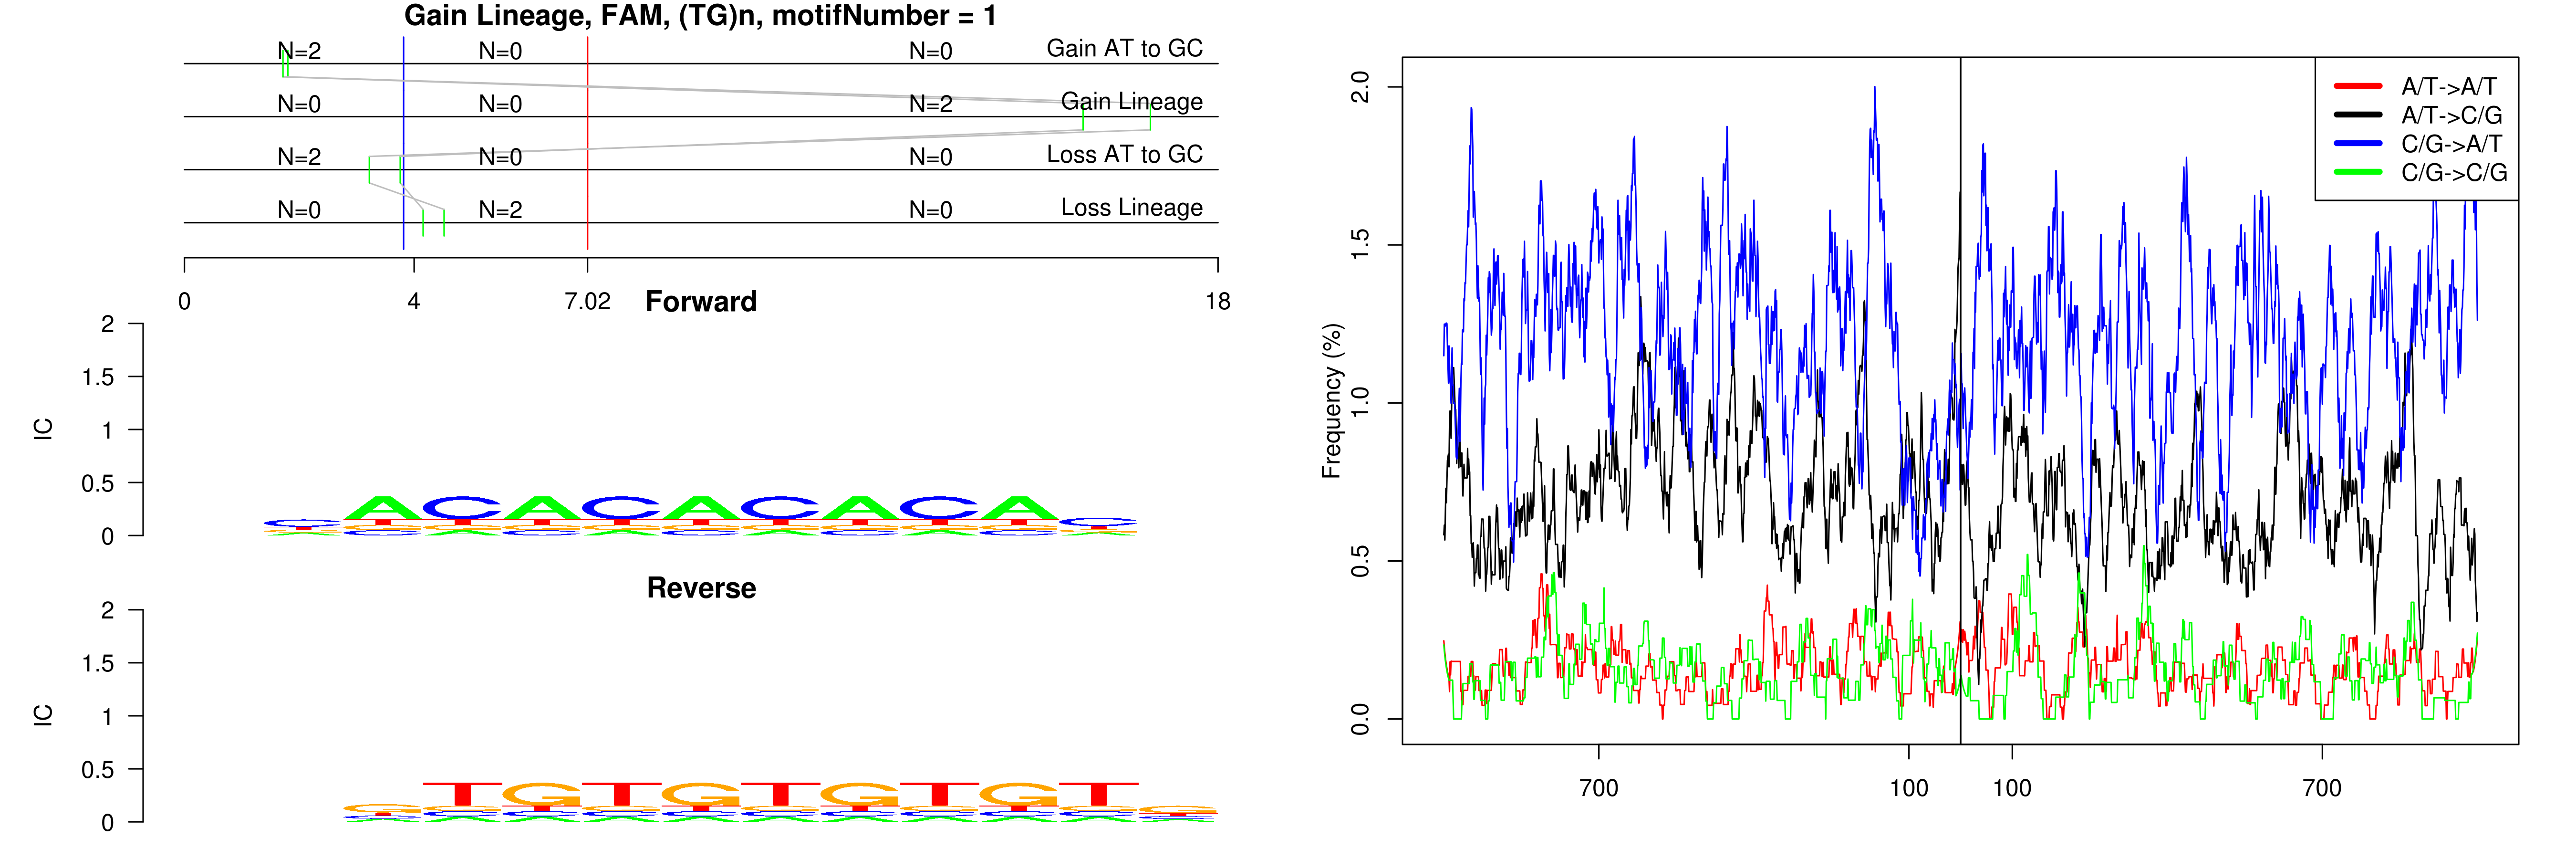 Gain Lineage, FAM, (TG)n, motifNumber = 1
N=2 N=0 N=0 Gain AT to GC
N=0 N=0 N=2 Gain Lineage
N=2 N=0 N=0 Loss AT to GC
N=0 N=2 N=0 Loss Lineage
0 4 7.02 18
Forward
IC
2
1.5
1
0.5
0
C A C A C A C A C A C
Reverse
IC
2
1.5
1
0.5
0
G T G T G T G T G T G
Frequency (%)
2.0
1.5
1.0
0.5
0.0
700 100 100 700
A/T->A/T
A/T->C/G
C/G->A/T
C/G->C/G